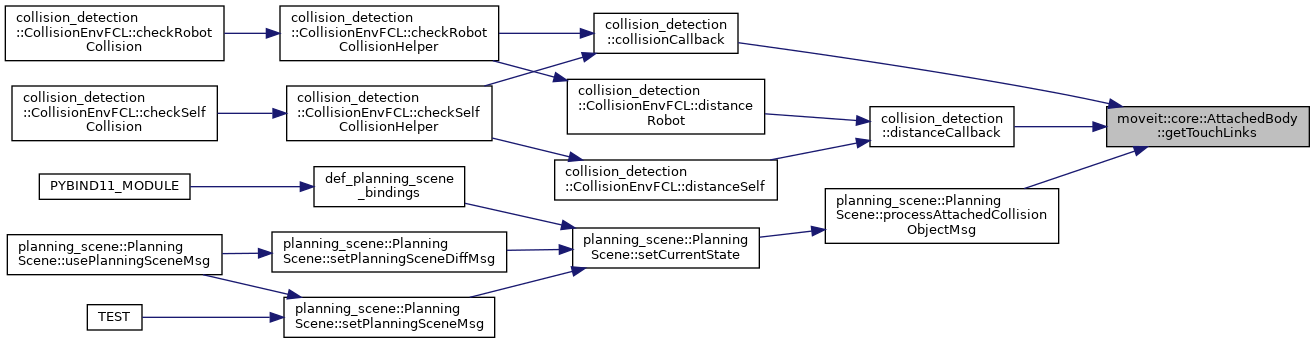 collision_detection
::CollisionEnvFCL::checkRobot
Collision
collision_detection
::CollisionEnvFCL::checkRobot
CollisionHelper
collision_detection
::collisionCallback
collision_detection
::CollisionEnvFCL::checkSelf
Collision
collision_detection
::CollisionEnvFCL::checkSelf
CollisionHelper
collision_detection
::CollisionEnvFCL::distance
Robot
collision_detection
::distanceCallback
moveit::core::AttachedBody
::getTouchLinks
collision_detection
::CollisionEnvFCL::distanceSelf
PYBIND11_MODULE
def_planning_scene
_bindings
planning_scene::Planning
Scene::processAttachedCollision
ObjectMsg
planning_scene::Planning
Scene::usePlanningSceneMsg
planning_scene::Planning
Scene::setPlanningSceneDiffMsg
planning_scene::Planning
Scene::setCurrentState
TEST
planning_scene::Planning
Scene::setPlanningSceneMsg